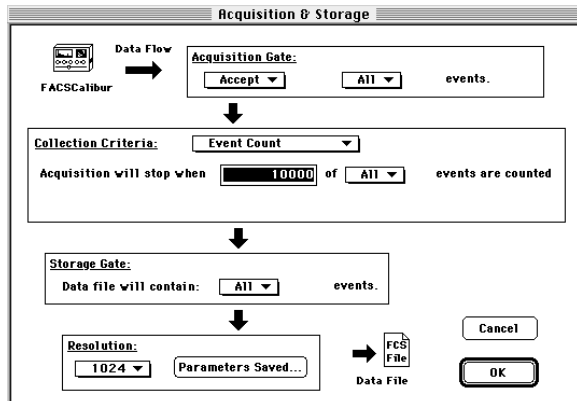 Acquisition & Storage
Data Flow
FACSCalibur
Acquisition Gate:
Accept All events.
Collection Criteria: Event Count
Acquisition will stop when 10000 of All events are counted
Storage Gate:
Data file will contain: All events.
Resolution:
1024 Parameters Saved...
FCS
File
Data File
Cancel
OK